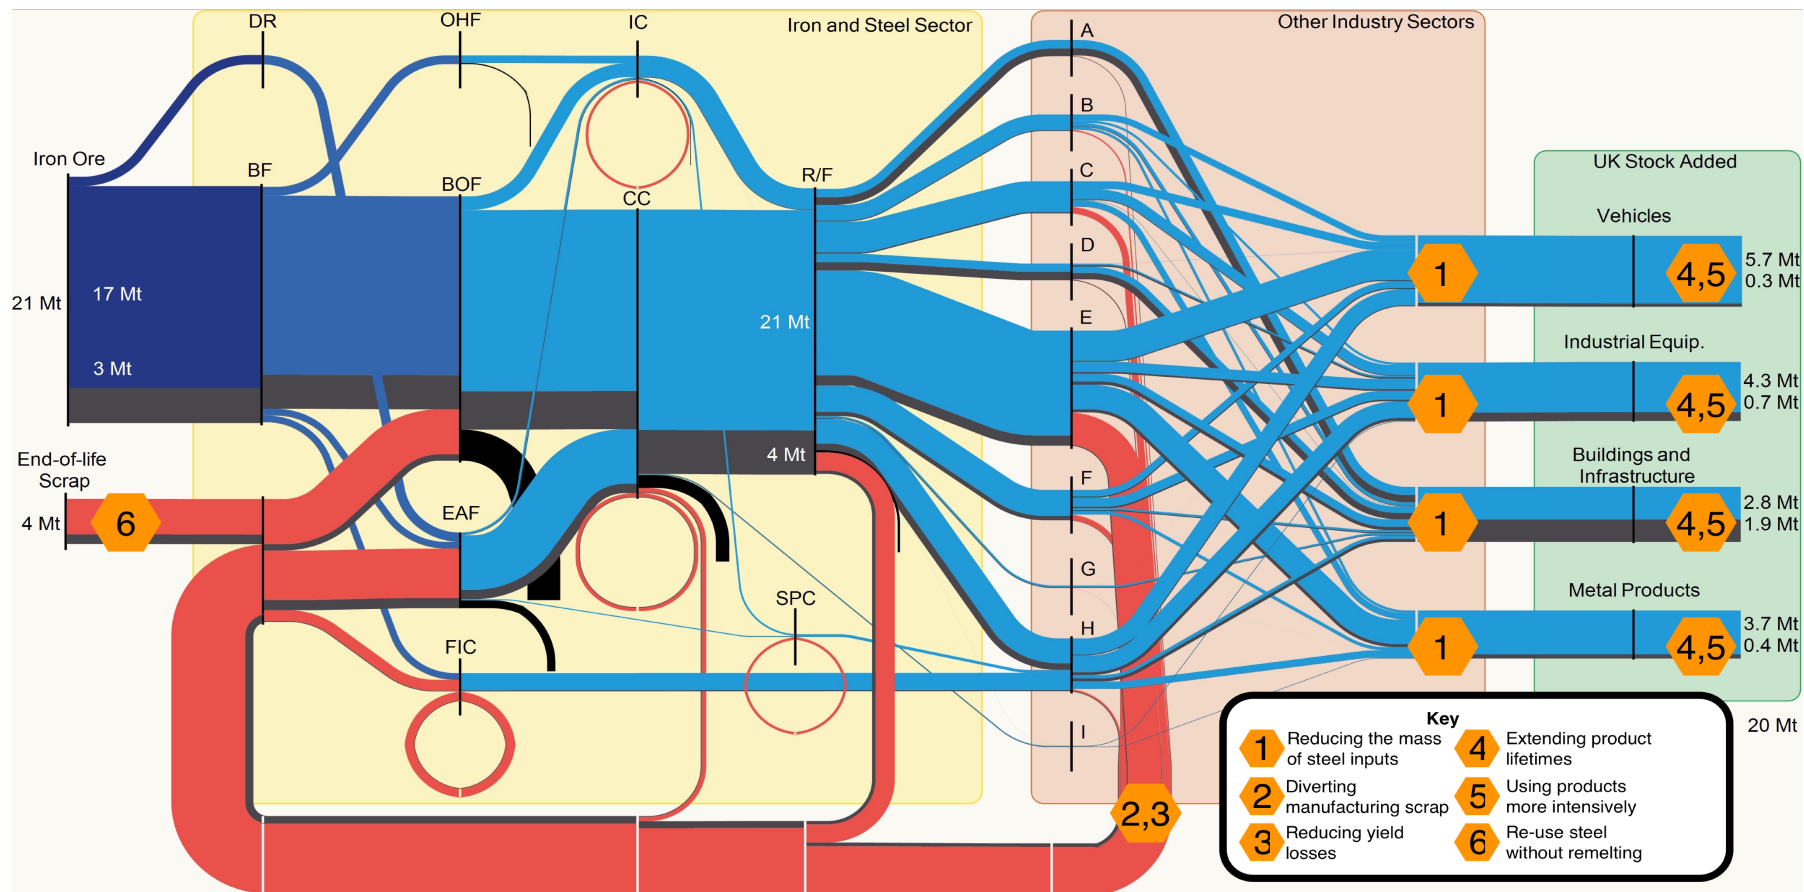 DR
OHF
IC
Iron and Steel Sector
Other Industry Sectors
A
B
C
D
E
F
G
H
I
Iron Ore
BF
BOF
CC
R/F
21 Mt
17 Mt
3 Mt
21 Mt
4 Mt
End-of-life
Scrap
4 Mt
6
EAF
FIC
SPC
2,3
UK Stock Added
Vehicles
1
4,5
5.7 Mt
0.3 Mt
Industrial Equip.
1
4,5
4.3 Mt
0.7 Mt
Buildings and
Infrastructure
1
4,5
2.8 Mt
1.9 Mt
Metal Products
1
4,5
3.7 Mt
0.4 Mt
20 Mt
Key
1 Reducing the mass
of steel inputs
2 Diverting
manufacturing scrap
3 Reducing yield
losses
4 Extending product
lifetimes
5 Using products
more intensively
6 Re-use steel
without remelting